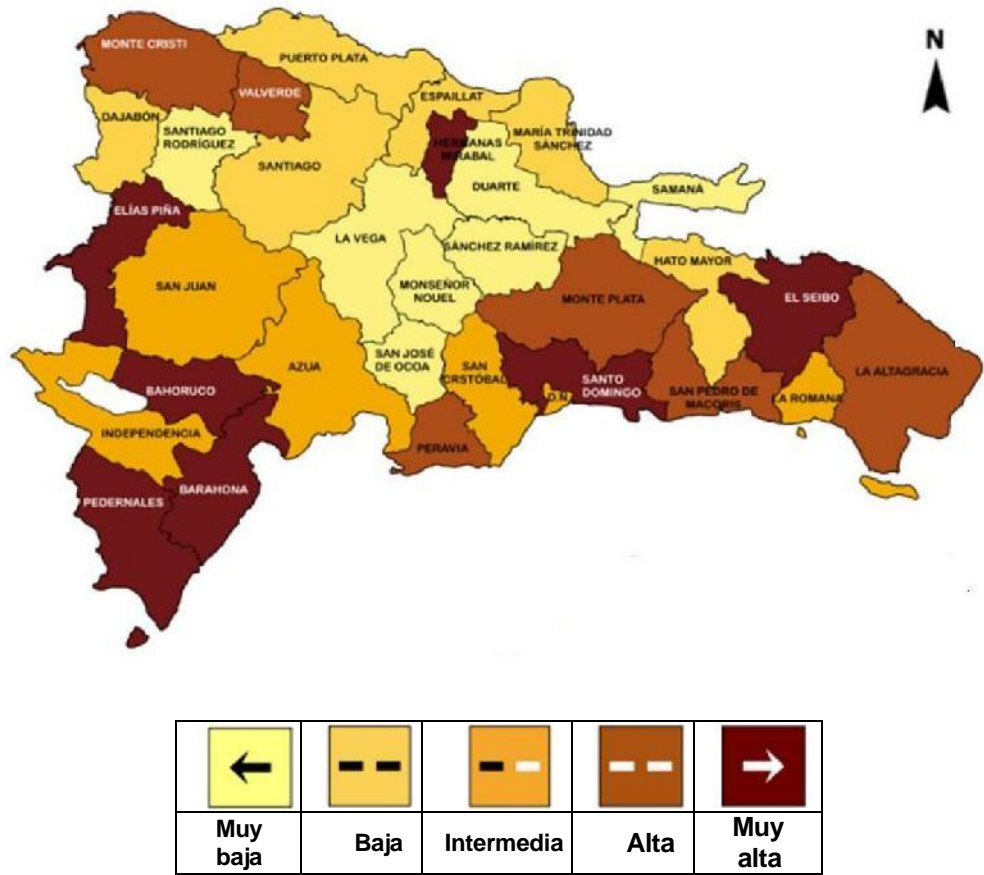 N
MONTE CRISTI
PUERTO PLATA
VALVERDE
ESPAILLAT
DAJABÓN
SANTIAGO
RODRÍGUEZ
SANTIAGO
HERMANAS
MIRABAL
MARÍA TRINIDAD
SÁNCHEZ
DUARTE
SAMANÁ
ELÍAS PIÑA
LA VEGA
SÁNCHEZ RAMÍREZ
HATO MAYOR
SAN JUAN
MONSEÑOR
NOUEL
MONTE PLATA
EL SEIBO
AZUA
SAN JOSÉ
DE OCOA
SAN
CRSTÓBAL
SANTO
DOMINGO
D.N.
BAHORUCO
LA ALTAGRACIA
SAN PEDRO DE
MACORIS
LA ROMANA
INDEPENDENCIA
PERAVIA
PEDERNALES
BARAHONA
Muy
baja
Baja
Intermedia
Alta
Muy
alta